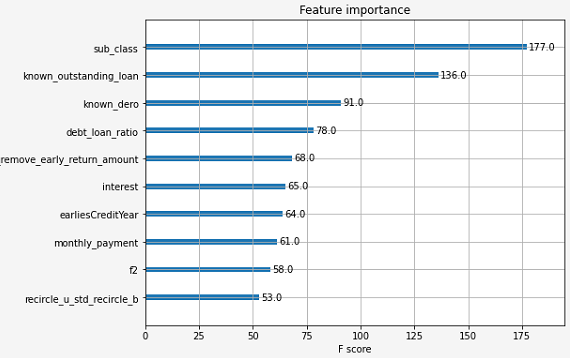 Feature importance
sub_class 177.0
known_outstanding_loan 136.0
known_dero 91.0
debt_loan_ratio 78.0
_remove_early_return_amount 68.0
interest 65.0
earliesCreditYear 64.0
monthly_payment 61.0
f2 58.0
recircle_u_std_recircle_b 53.0
0 25 50 75 100 125 150 175
F score